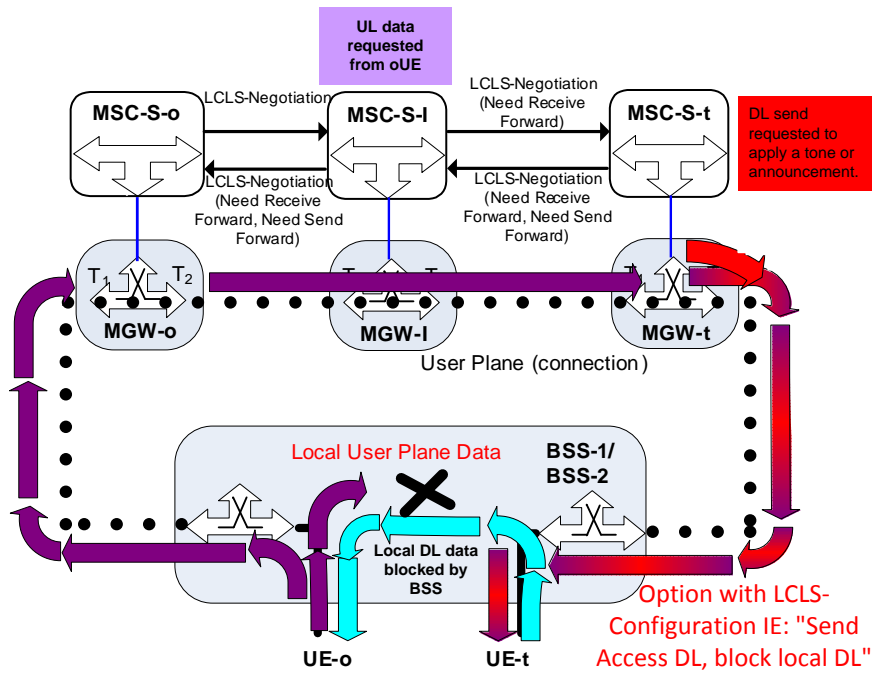 UL data
requested
from oUE
MSC-S-o
LCLS-Negotiation
MSC-S-I
LCLS-Negotiation
(Need Receive
Forward)
MSC-S-t
DL send
requested to
apply a tone or
announcement.
LCLS-Negotiation
(Need Receive
Forward, Need Send
Forward)
LCLS-Negotiation
(Need Receive
Forward, Need Send
Forward)
T1
T2
T
T
T
MGW-o
MGW-I
MGW-t
User Plane (connection)
Local User Plane Data
BSS-1/
BSS-2
Local DL data
blocked by
BSS
Option with LCLS-
Configuration IE: "Send
Access DL, block local DL"
UE-o
UE-t